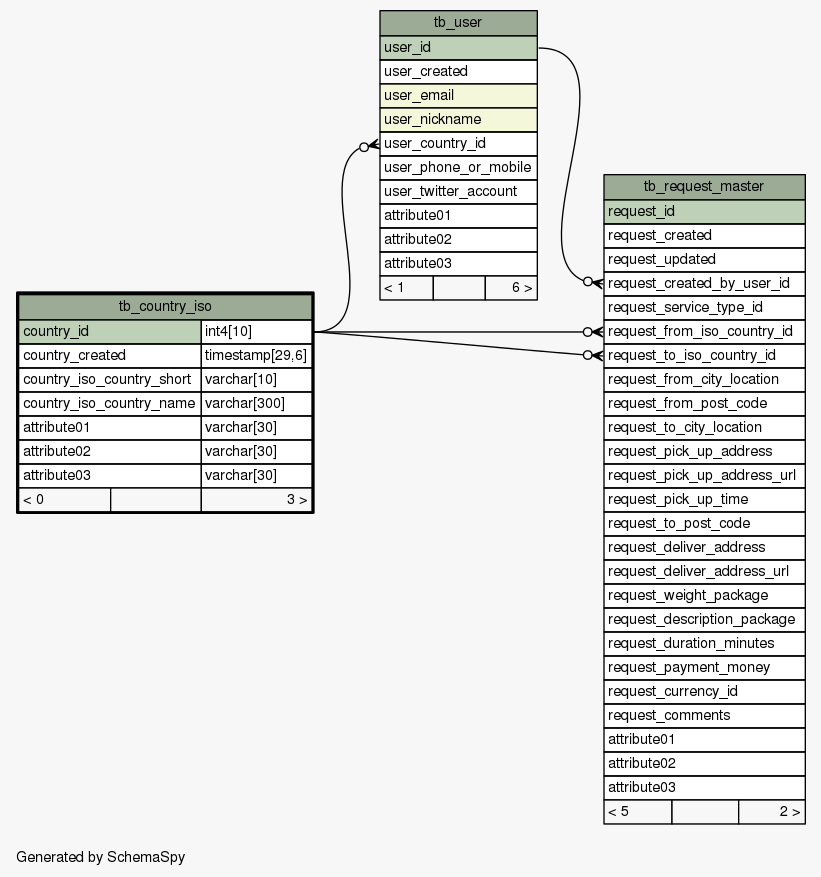 tb_user
user_id
user_created
user_email
user_nickname
user_country_id
user_phone_or_mobile
user_twitter_account
attribute01
attribute02
attribute03
< 1 6 >
tb_country_iso
country_id int4[10]
country_created timestamp[29,6]
country_iso_country_short varchar[10]
country_iso_country_name varchar[300]
attribute01 varchar[30]
attribute02 varchar[30]
attribute03 varchar[30]
< 0 3 >
tb_request_master
request_id
request_created
request_updated
request_created_by_user_id
request_service_type_id
request_from_iso_country_id
request_to_iso_country_id
request_from_city_location
request_from_post_code
request_to_city_location
request_pick_up_address
request_pick_up_address_url
request_pick_up_time
request_to_post_code
request_deliver_address
request_deliver_address_url
request_weight_package
request_description_package
request_duration_minutes
request_payment_money
request_currency_id
request_comments
attribute01
attribute02
attribute03
< 5 2 >
Generated by SchemaSpy